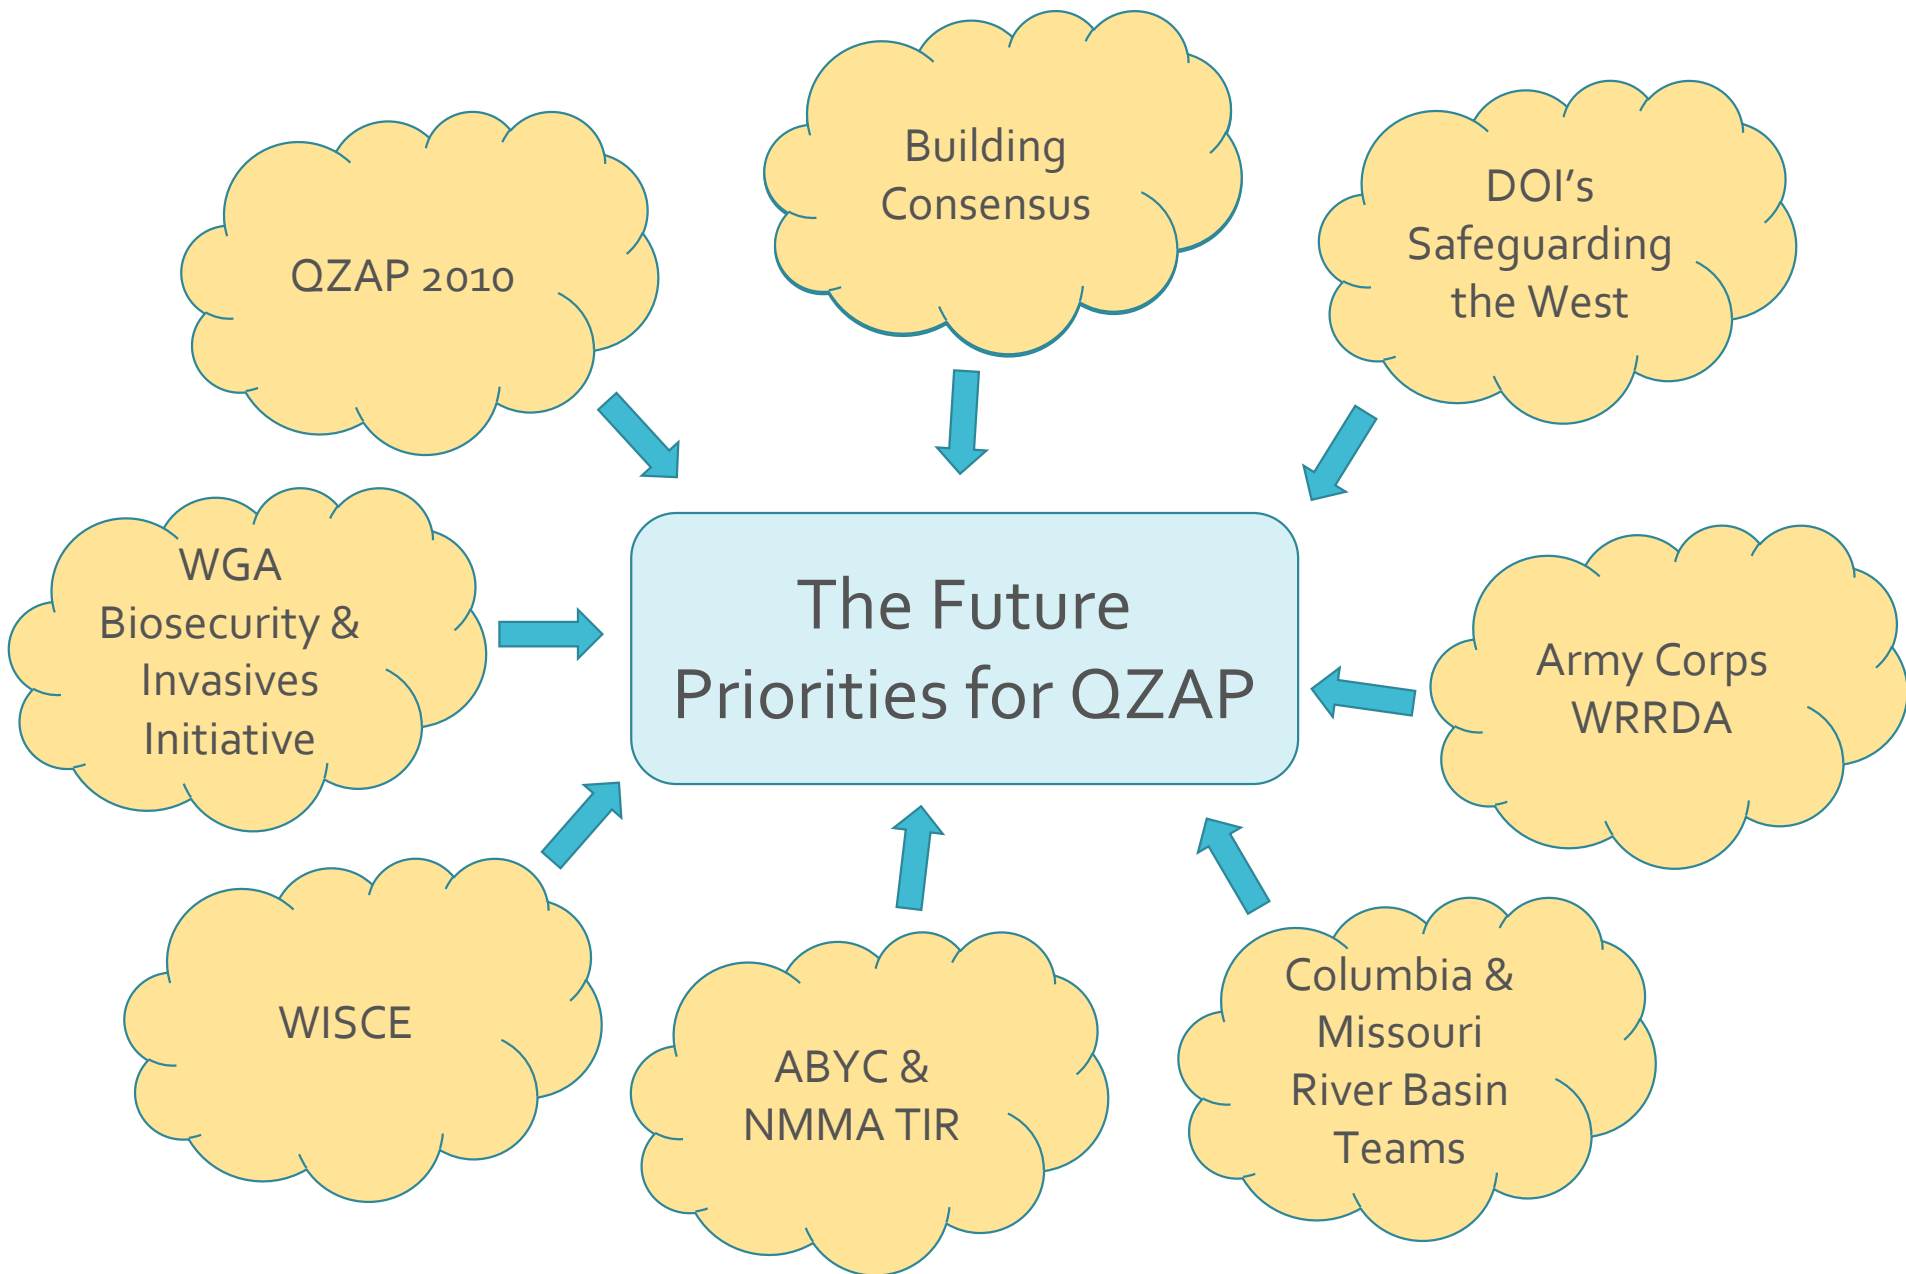 Building
Consensus
DOI's
Safeguarding
the West
QZAP 2010
WGA
Biosecurity &
Invasives
Initiative
The Future
Priorities for QZAP
Army Corps
WRRDA
WISCE
ABYC &
NMMA TIR
Columbia &
Missouri
River Basin
Teams